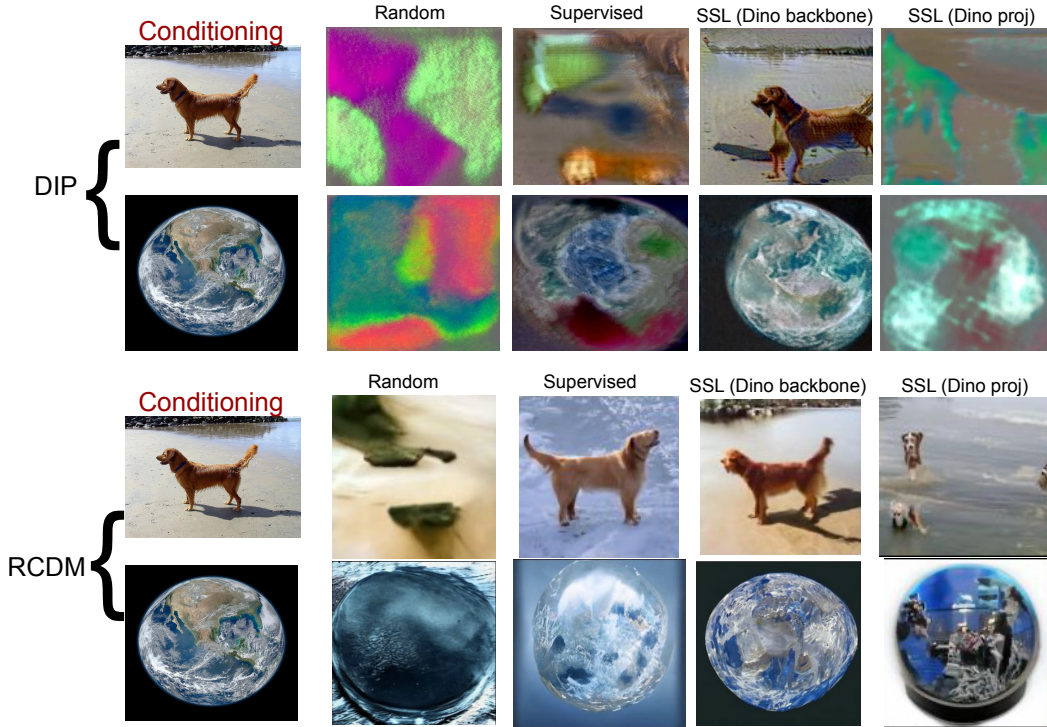 Conditioning
Random
Supervised
SSL (Dino backbone)
SSL (Dino proj)
DIP
Conditioning
Random
Supervised
SSL (Dino backbone)
SSL (Dino proj)
RCDM